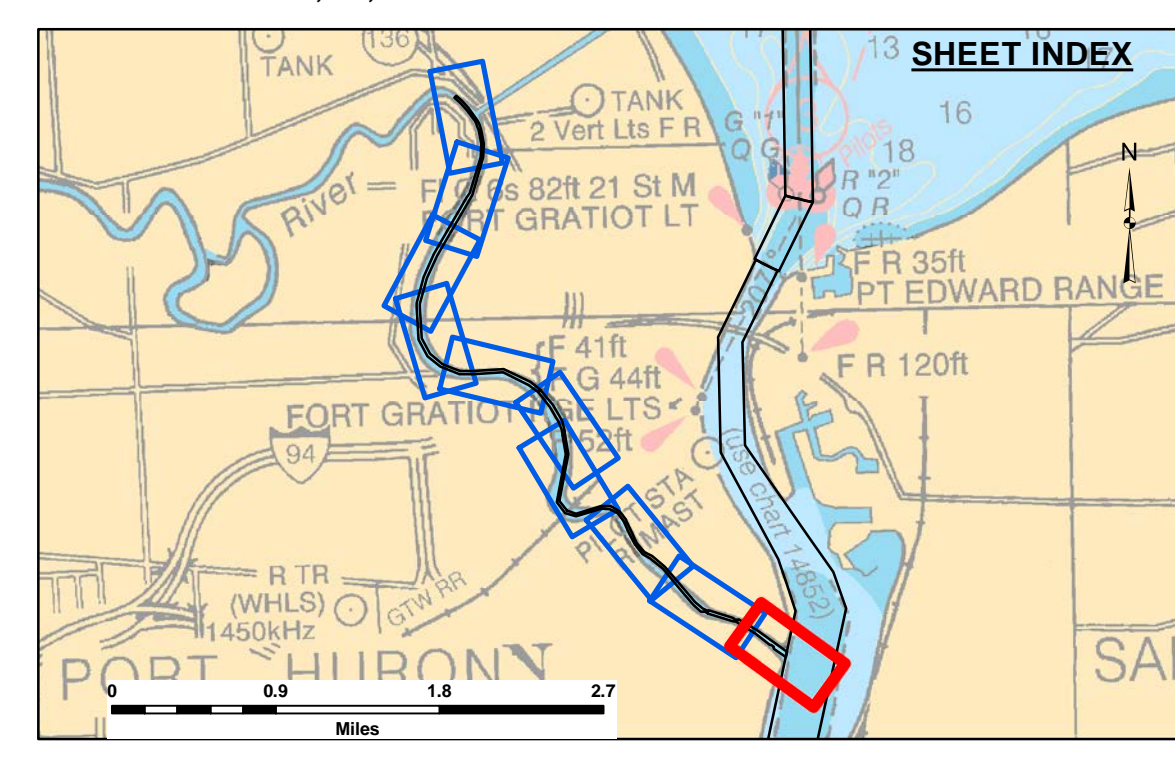 SHEET INDEX
136
TANK
13
16
TANK
2 Vert Lts F R
G "1"
Q G
Pilots
18
R "2"
Q R
N
River
6s 82ft 21 St M
FORT GRATIOT LT
F R 35ft
PT EDWARD RANGE
207°
F 41ft
F G 44ft
F R 120ft
FORT GRATIOT RNGE LTS
52ft
94
(use chart 14852)
R TR
(WHLS)
1450kHz
GTW RR
PORT HURON
SA
0 0.9 1.8 2.7
Miles